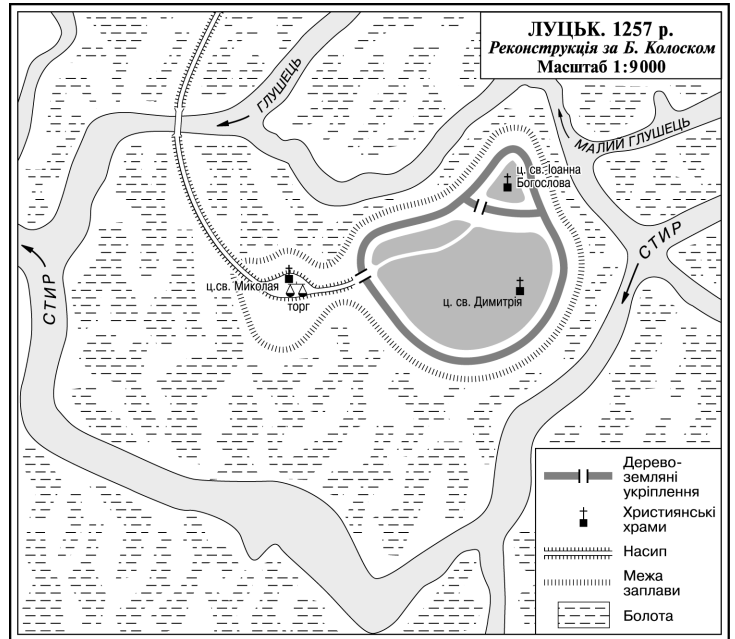 ЛУЦЬК. 1257 р.
Реконструкція за Б. Колоском
Масштаб 1:9000
ГЛУШЕЦЬ
МАЛИЙ ГЛУШЕЦЬ
ц. св. Іоанна
Богослова
СТИР
СТИР
ц.св. Миколая
торг
ц. св. Димитрія
Дерево-
земляні
укріплення
Християнські
храми
Насип
Межа
заплави
Болота